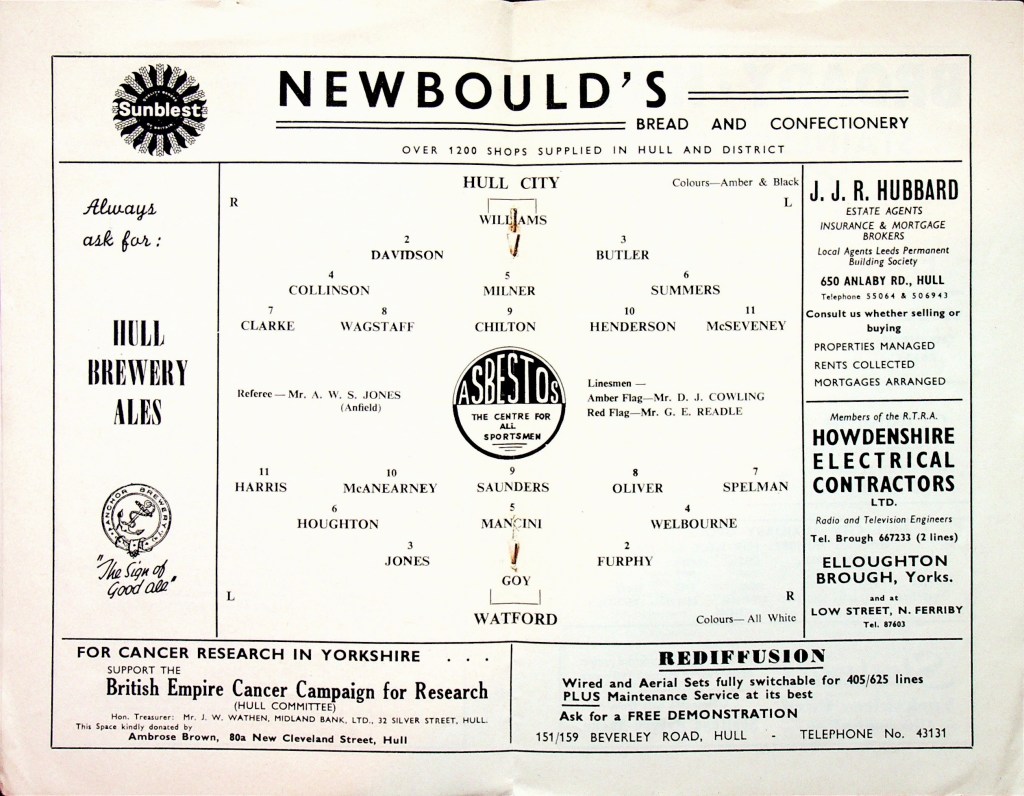 Sunblest
NEWBOULD'S
BREAD AND CONFECTIONERY
OVER 1200 SHOPS SUPPLIED IN HULL AND DISTRICT
Always
ask for:
HULL
BREWERY
ALES
ANCHOR BREWERY
"The Sign of
Good ale"
HULL CITY
Colours—Amber & Black
R
L
WILLIAMS
2
3
DAVIDSON
BUTLER
4
5
6
COLLINSON
MILNER
SUMMERS
7
8
9
10
11
CLARKE
WAGSTAFF
CHILTON
HENDERSON
McSEVENEY
Referee—Mr. A. W. S. JONES
(Anfield)
ASBESTOS
THE CENTRE FOR
ALL
SPORTSMEN
Linesmen —
Amber Flag—Mr. D. J. COWLING
Red Flag—Mr. G. E. READLE
11
10
9
8
7
HARRIS
McANEARNEY
SAUNDERS
OLIVER
SPELMAN
6
5
4
HOUGHTON
MANCINI
WELBOURNE
3
2
JONES
FURPHY
GOY
L
R
WATFORD
Colours—All White
J. J. R. HUBBARD
ESTATE AGENTS
INSURANCE & MORTGAGE
BROKERS
Local Agents Leeds Permanent
Building Society
650 ANLABY RD., HULL
Telephone 55064 & 506943
Consult us whether selling or
buying
PROPERTIES MANAGED
RENTS COLLECTED
MORTGAGES ARRANGED
Members of the R.T.R.A.
HOWDENSHIRE
ELECTRICAL
CONTRACTORS
LTD.
Radio and Television Engineers
Tel. Brough 667233 (2 lines)
ELLOUGHTON
BROUGH, Yorks.
and at
LOW STREET, N. FERRIBY
Tel. 87603
FOR CANCER RESEARCH IN YORKSHIRE . . .
SUPPORT THE
British Empire Cancer Campaign for Research
(HULL COMMITTEE)
Hon. Treasurer: Mr. J. W. WATHEN, MIDLAND BANK, LTD., 32 SILVER STREET, HULL.
This Space kindly donated by
Ambrose Brown, 80a New Cleveland Street, Hull
REDIFFUSION
Wired and Aerial Sets fully switchable for 405/625 lines
PLUS Maintenance Service at its best
Ask for a FREE DEMONSTRATION
151/159 BEVERLEY ROAD, HULL - TELEPHONE No. 43131